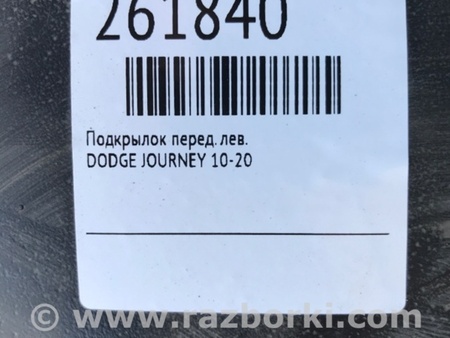 261840
Подкрылок перед. лев.
DODGE JOURNEY 10-20
© www.razborki.com